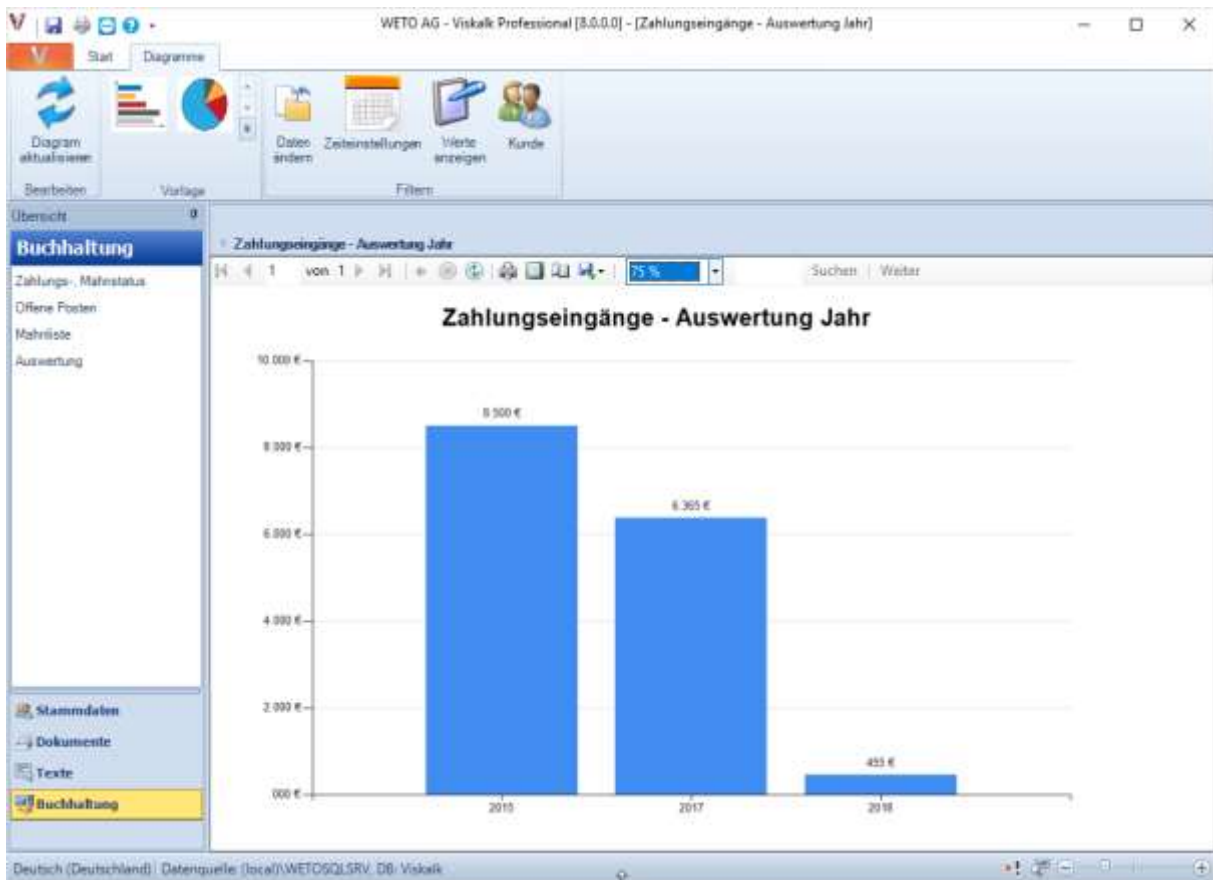 WETO AG - Viskalk Professional [8.0.0.0] - [Zahlungseingänge - Auswertung Jahr]
Start Diagramme
Diagram aktualisieren
Daten ändern
Zeiteinstellungen
Werte anzeigen
Kunde
Bearbeiten Vorlage Filtern
Übersicht
Buchhaltung
Zahlungs-, Mahnstatus
Offene Posten
Mahnliste
Auswertung
Stammdaten
Dokumente
Texte
Buchhaltung
Zahlungseingänge - Auswertung Jahr
1 von 1 75 % Suchen | Weiter
Zahlungseingänge - Auswertung Jahr
10.000 €
8.500 €
8.000 €
6.365 €
6.000 €
4.000 €
2.000 €
000 €
2017 2018
Deutsch (Deutschland) Datenquelle: (local)\WETOSQLSRV, DB: Viskalk